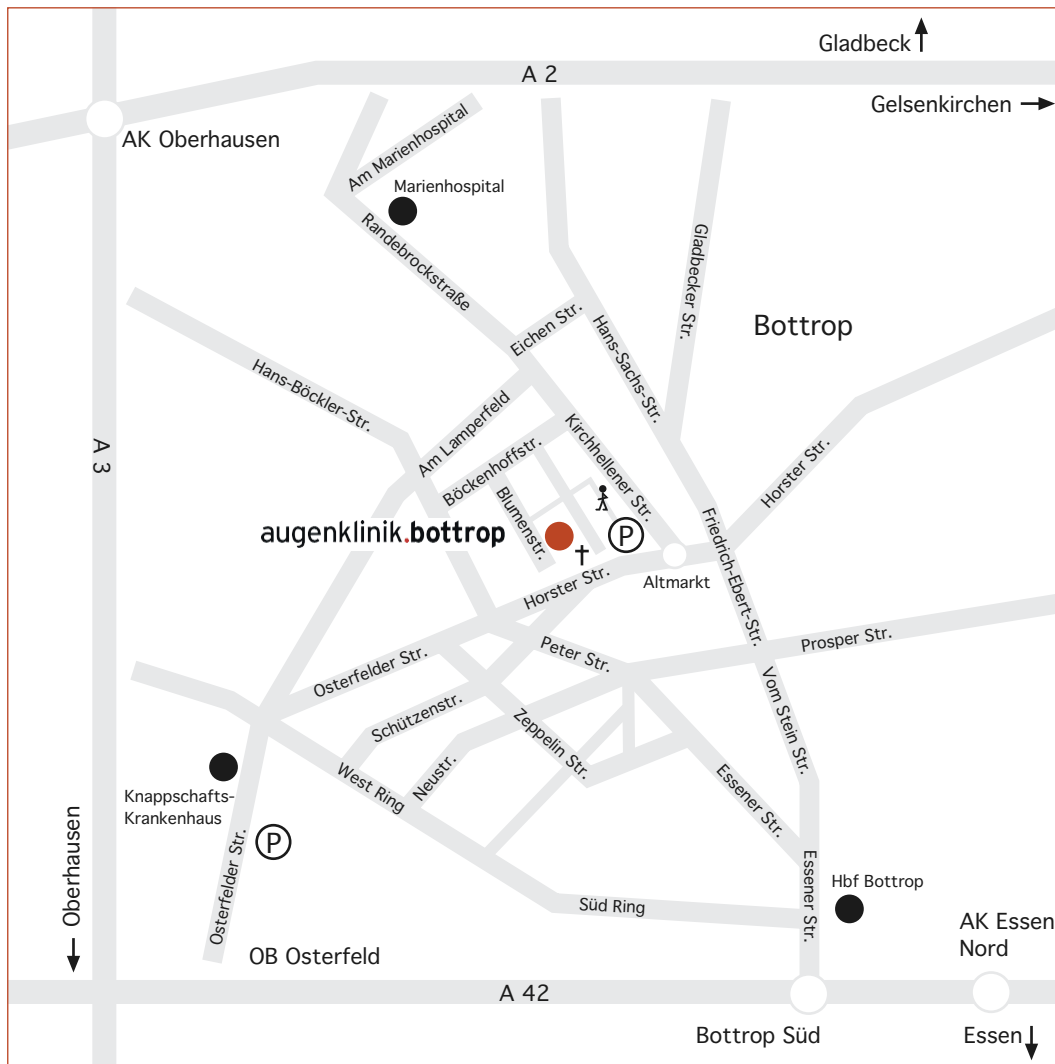 Gladbeck
A 2
Gelsenkirchen
AK Oberhausen
Am Marienhospital
Marienhospital
Randebrockstraße
Gladbecker Str.
Eichen Str.
Bottrop
Hans-Sachs-Str.
Hans-Böckler-Str.
Am Lamperfeld
Kirchhellener Str.
A 3
Böckenhoffstr.
Horster Str.
Blumenstr.
augenklinik.bottrop
P
Friedrich-Ebert-Str.
Altmarkt
Horster Str.
Prosper Str.
Peter Str.
Osterfelder Str.
Vom Stein Str.
Schützenstr.
Zeppelin Str.
Neustr.
West Ring
Essener Str.
Knappschafts-
Krankenhaus
P
Osterfelder Str.
Oberhausen
Essener Str.
Hbf Bottrop
Süd Ring
AK Essen
Nord
OB Osterfeld
A 42
Bottrop Süd
Essen